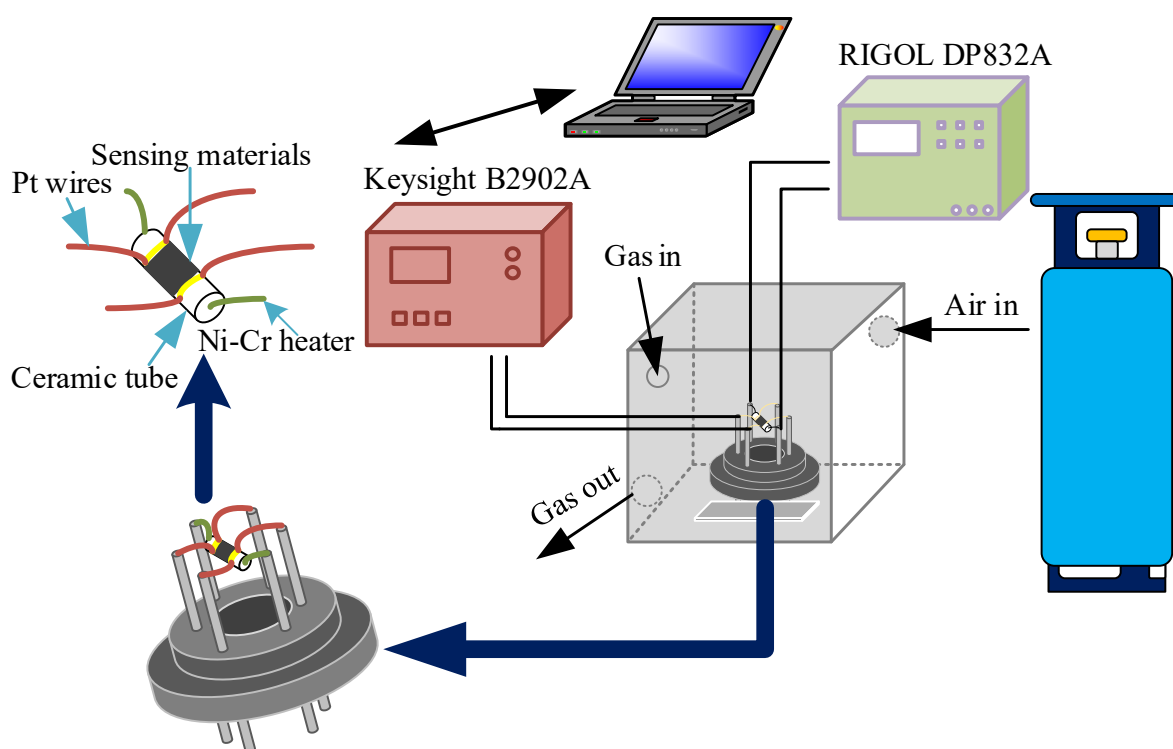 RIGOL DP832A
Sensing materials
Pt wires
Keysight B2902A
Gas in
Air in
Ni-Cr heater
Ceramic tube
Gas out